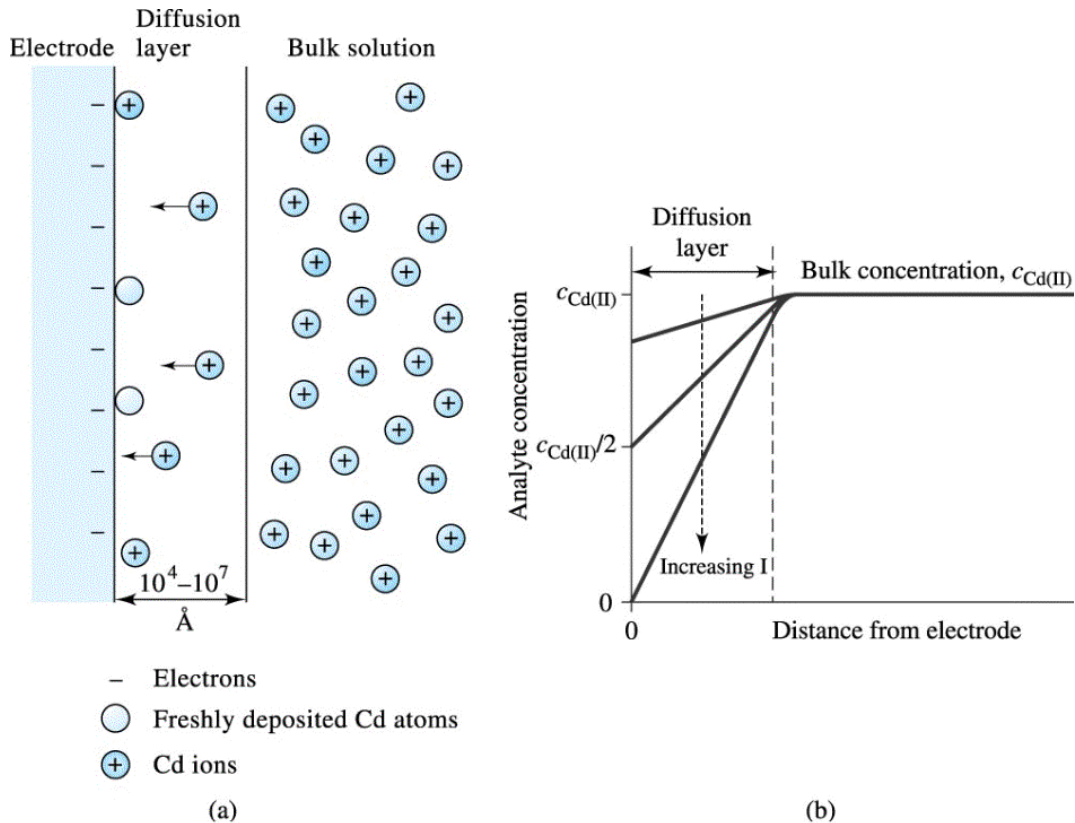 Diffusion
Electrode layer Bulk solution
10⁴–10⁷
Å
– Electrons
Freshly deposited Cd atoms
+ Cd ions
(a)
Diffusion
layer
Bulk concentration, cCd(II)
cCd(II)
Analyte concentration
cCd(II)/2
Increasing I
0
0
Distance from electrode
(b)